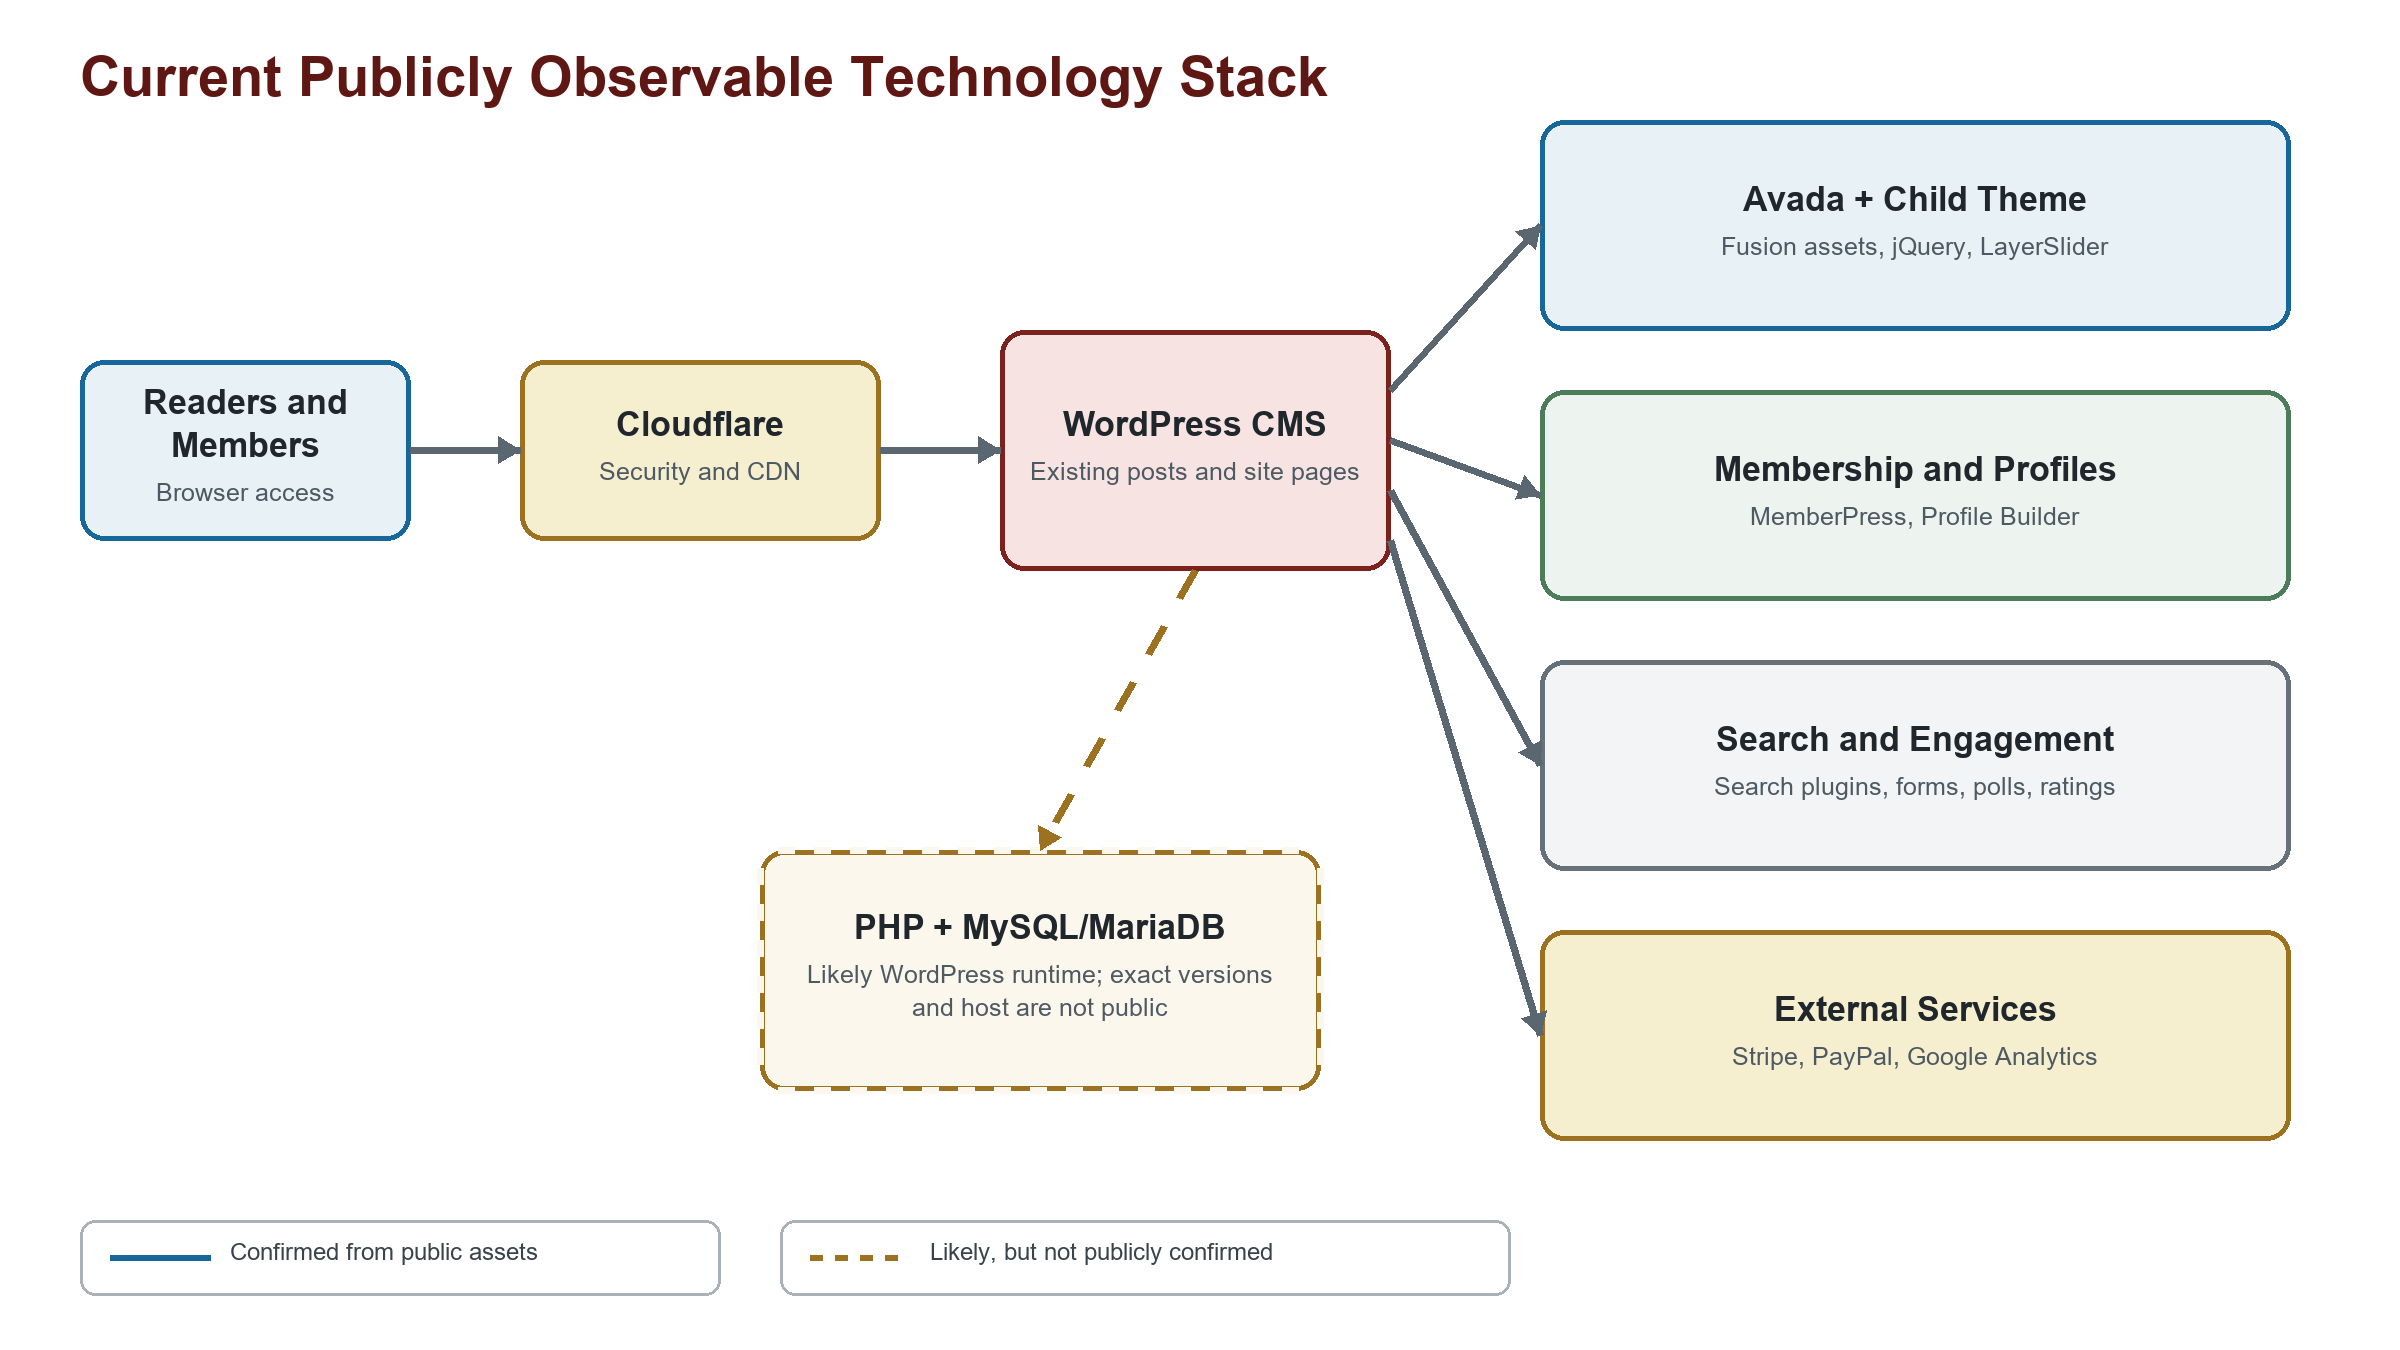 Current Publicly Observable Technology Stack
Readers and
Members
Browser access
Cloudflare
Security and CDN
WordPress CMS
Existing posts and site pages
Avada + Child Theme
Fusion assets, jQuery, LayerSlider
Membership and Profiles
MemberPress, Profile Builder
Search and Engagement
Search plugins, forms, polls, ratings
External Services
Stripe, PayPal, Google Analytics
PHP + MySQL/MariaDB
Likely WordPress runtime; exact versions
and host are not public
Confirmed from public assets
Likely, but not publicly confirmed